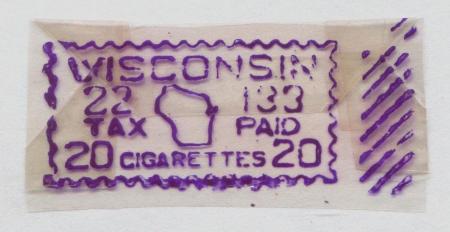 WISCONSIN
22 133
TAX PAID
20 CIGARETTES 20